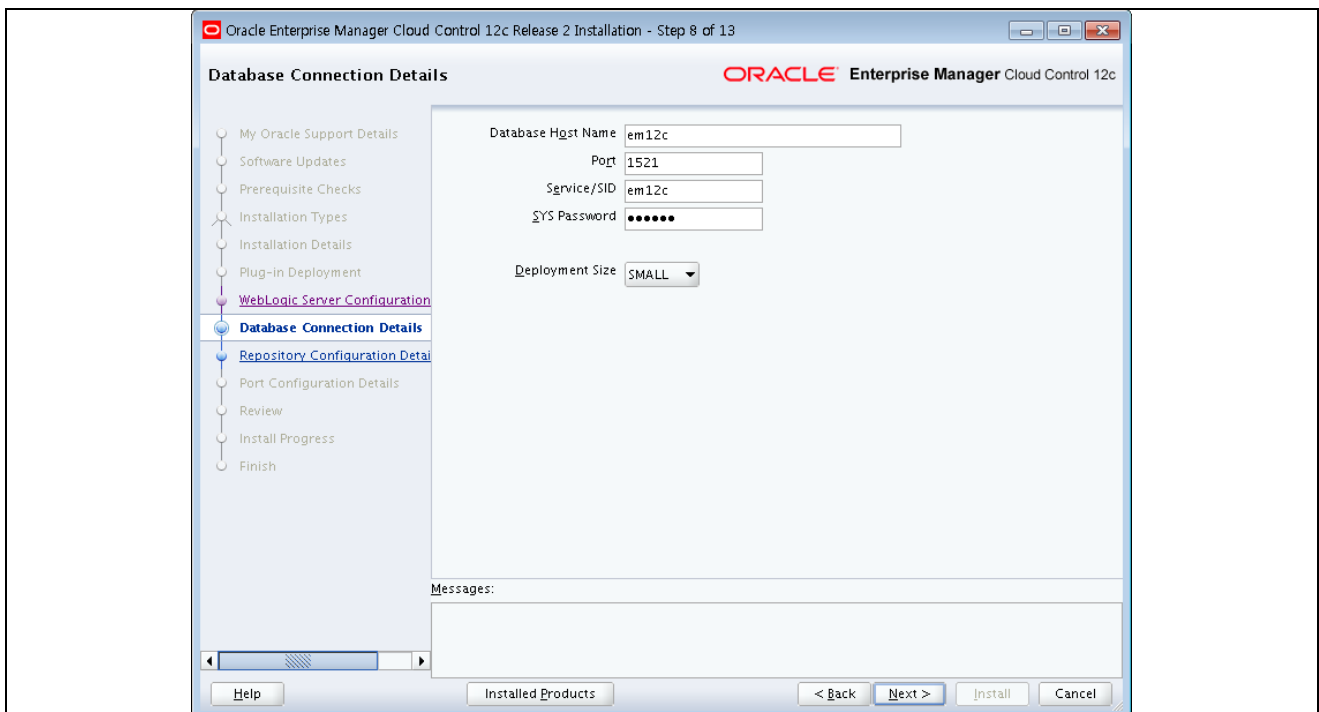 Oracle Enterprise Manager Cloud Control 12c Release 2 Installation - Step 8 of 13
Database Connection Details
ORACLE Enterprise Manager Cloud Control 12c
My Oracle Support Details
Software Updates
Prerequisite Checks
Installation Types
Installation Details
Plug-in Deployment
WebLogic Server Configuration
Database Connection Details
Repository Configuration Detai
Port Configuration Details
Review
Install Progress
Finish
Database Host Name em12c
Port 1521
Service/SID em12c
SYS Password ●●●●●●
Deployment Size SMALL
Messages:
Help
Installed Products
< Back
Next >
Install
Cancel